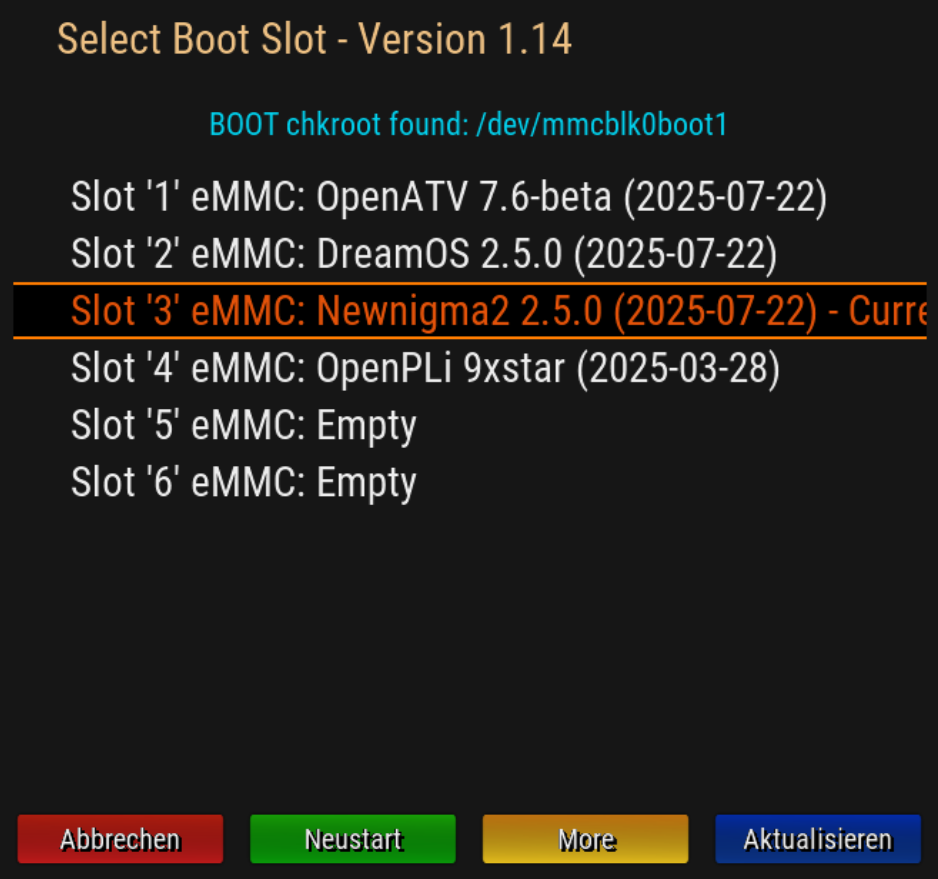 Select Boot Slot - Version 1.14
BOOT chkroot found: /dev/mmcblk0boot1
Slot '1' eMMC: OpenATV 7.6-beta (2025-07-22)
Slot '2' eMMC: DreamOS 2.5.0 (2025-07-22)
Slot '3' eMMC: Newnigma2 2.5.0 (2025-07-22) - Curre
Slot '4' eMMC: OpenPLi 9xstar (2025-03-28)
Slot '5' eMMC: Empty
Slot '6' eMMC: Empty
Abbrechen Neustart More Aktualisieren